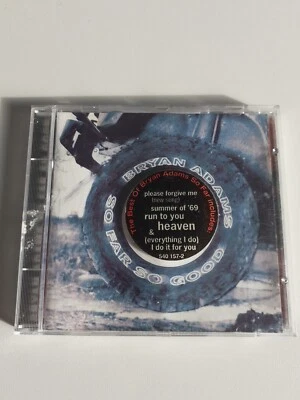 BRYAN ADAMS
SO FAR SO GOOD
The Best Of Bryan Adams So Far Includes:
please forgive me
(new song)
summer of '69
run to you
heaven
&
(everything I do)
I do it for you
540 157-2